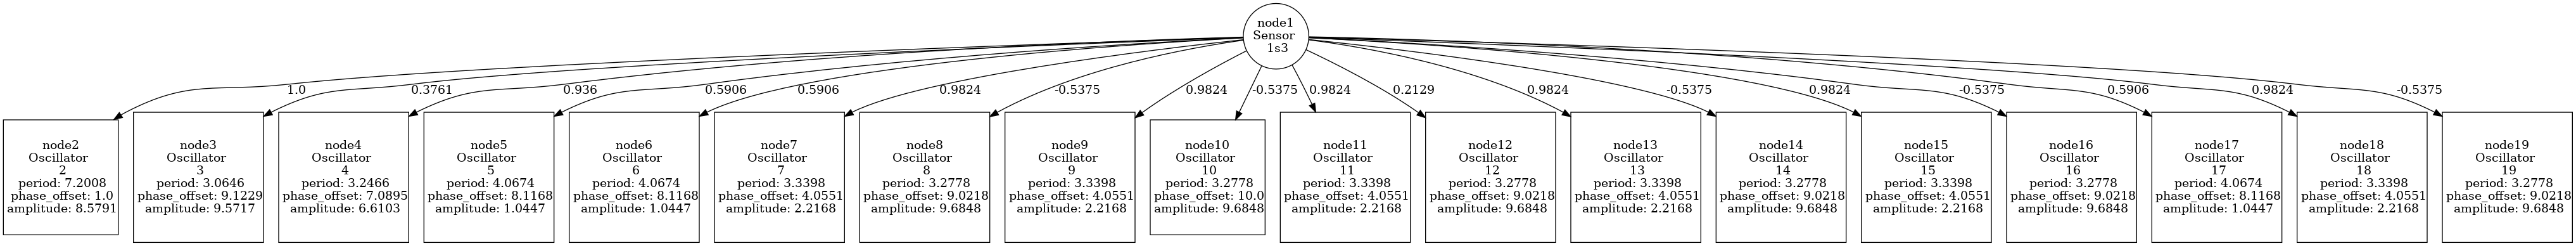 node1
Sensor
1s3
1.0
0.3761
0.936
0.5906
0.5906
0.9824
-0.5375
0.9824
-0.5375
0.9824
0.2129
0.9824
-0.5375
0.9824
-0.5375
0.5906
0.9824
-0.5375
node2
Oscillator
2
period: 7.2008
phase_offset: 1.0
amplitude: 8.5791
node3
Oscillator
3
period: 3.0646
phase_offset: 9.1229
amplitude: 9.5717
node4
Oscillator
4
period: 3.2466
phase_offset: 7.0895
amplitude: 6.6103
node5
Oscillator
5
period: 4.0674
phase_offset: 8.1168
amplitude: 1.0447
node6
Oscillator
6
period: 4.0674
phase_offset: 8.1168
amplitude: 1.0447
node7
Oscillator
7
period: 3.3398
phase_offset: 4.0551
amplitude: 2.2168
node8
Oscillator
8
period: 3.2778
phase_offset: 9.0218
amplitude: 9.6848
node9
Oscillator
9
period: 3.3398
phase_offset: 4.0551
amplitude: 2.2168
node10
Oscillator
10
period: 3.2778
phase_offset: 10.0
amplitude: 9.6848
node11
Oscillator
11
period: 3.3398
phase_offset: 4.0551
amplitude: 2.2168
node12
Oscillator
12
period: 3.2778
phase_offset: 9.0218
amplitude: 9.6848
node13
Oscillator
13
period: 3.3398
phase_offset: 4.0551
amplitude: 2.2168
node14
Oscillator
14
period: 3.2778
phase_offset: 9.0218
amplitude: 9.6848
node15
Oscillator
15
period: 3.3398
phase_offset: 4.0551
amplitude: 2.2168
node16
Oscillator
16
period: 3.2778
phase_offset: 9.0218
amplitude: 9.6848
node17
Oscillator
17
period: 4.0674
phase_offset: 8.1168
amplitude: 1.0447
node18
Oscillator
18
period: 3.3398
phase_offset: 4.0551
amplitude: 2.2168
node19
Oscillator
19
period: 3.2778
phase_offset: 9.0218
amplitude: 9.6848